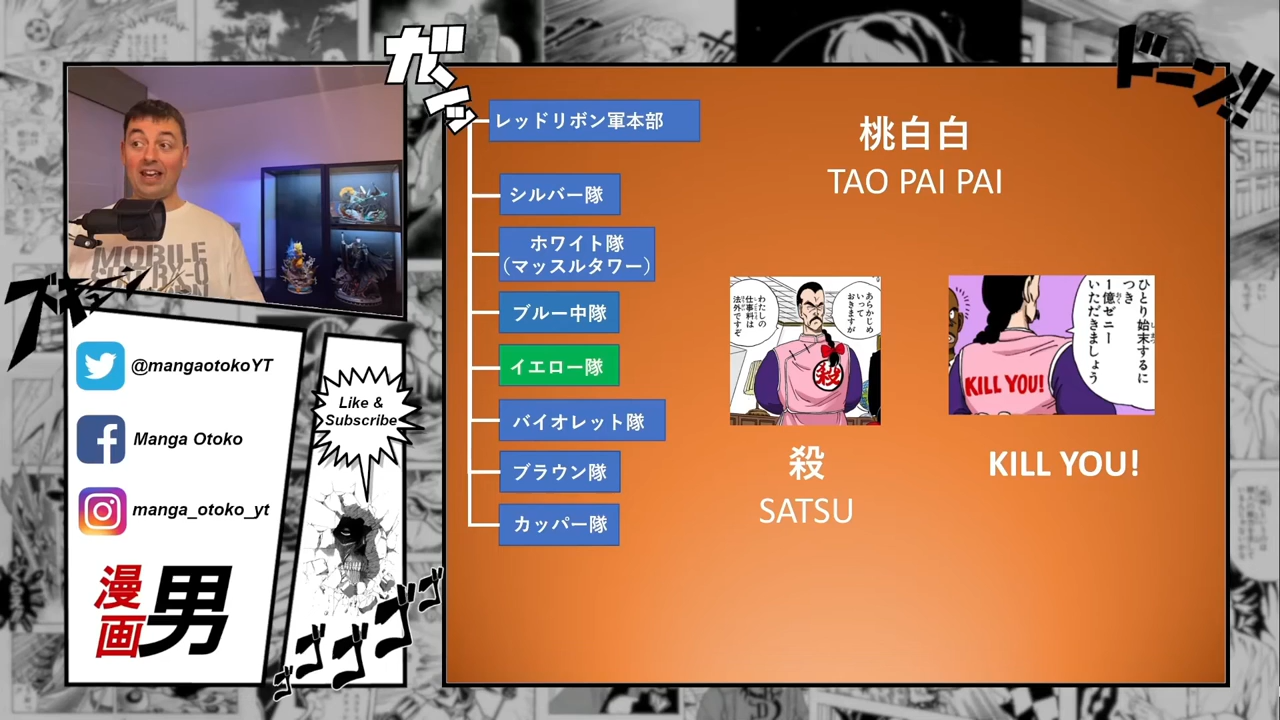 ガーッ
ドーン!!
ズキューン
MOBILE
@mangaotokoYT
Manga Otoko
manga_otoko_yt
漫画男
Like &
Subscribe
ゴゴゴゴ
レッドリボン軍本部
シルバー隊
ホワイト隊
(マッスルタワー)
ブルー中隊
イエロー隊
バイオレット隊
ブラウン隊
カッパー隊
桃白白
TAO PAI PAI
あらかじめ
いって
おきますが
わたしの
仕事料は
法外ですぞ
殺
殺
SATSU
ひとり始末するに
つき
1億ゼニー
いただきましょう
KILL YOU!
KILL YOU!